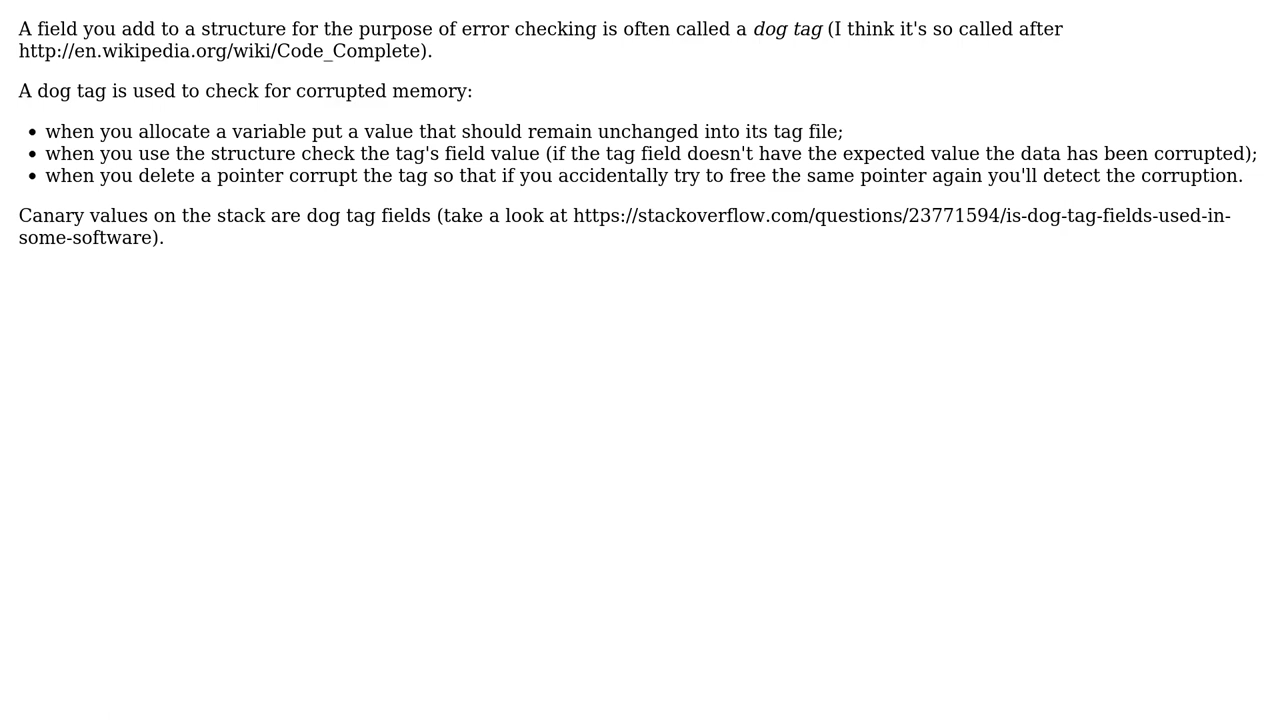 A field you add to a structure for the purpose of error checking is often called a dog tag (I think it's so called after
http://en.wikipedia.org/wiki/Code_Complete).
A dog tag is used to check for corrupted memory:
• when you allocate a variable put a value that should remain unchanged into its tag file;
• when you use the structure check the tag's field value (if the tag field doesn't have the expected value the data has been corrupted);
• when you delete a pointer corrupt the tag so that if you accidentally try to free the same pointer again you'll detect the corruption.
Canary values on the stack are dog tag fields (take a look at https://stackoverflow.com/questions/23771594/is-dog-tag-fields-used-in-
some-software).